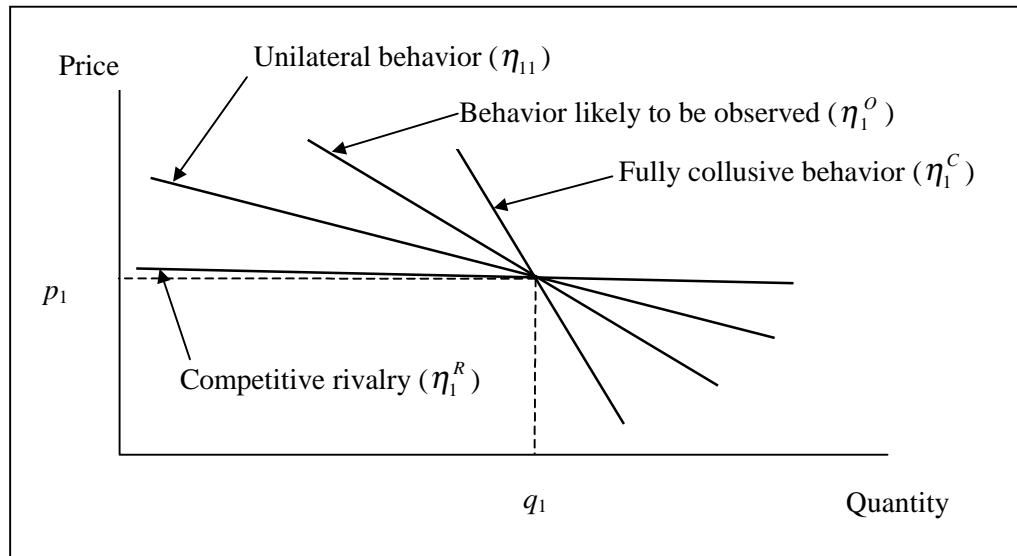 Unilateral behavior (η₁₁)
Price
Behavior likely to be observed (η₁ᴼ)
Fully collusive behavior (η₁ᶜ)
p₁
Competitive rivalry (η₁ᴿ)
q₁
Quantity